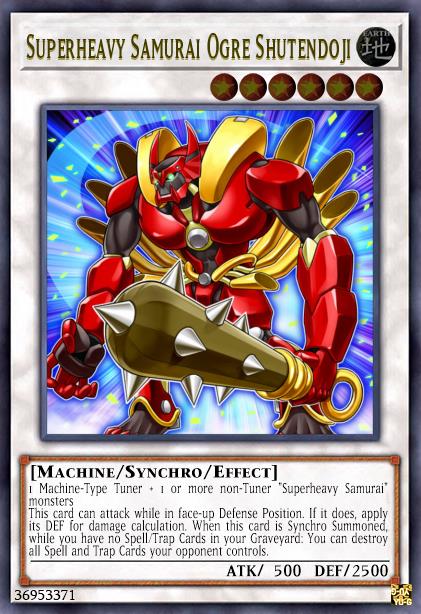 Superheavy Samurai Ogre Shutendoji
EARTH
地
[Machine/Synchro/Effect]
1 Machine-Type Tuner + 1 or more non-Tuner "Superheavy Samurai"
monsters
This card can attack while in face-up Defense Position. If it does, apply
its DEF for damage calculation. When this card is Synchro Summoned,
while you have no Spell/Trap Cards in your Graveyard: You can destroy
all Spell and Trap Cards your opponent controls.
ATK/ 500 DEF/2500
36953371